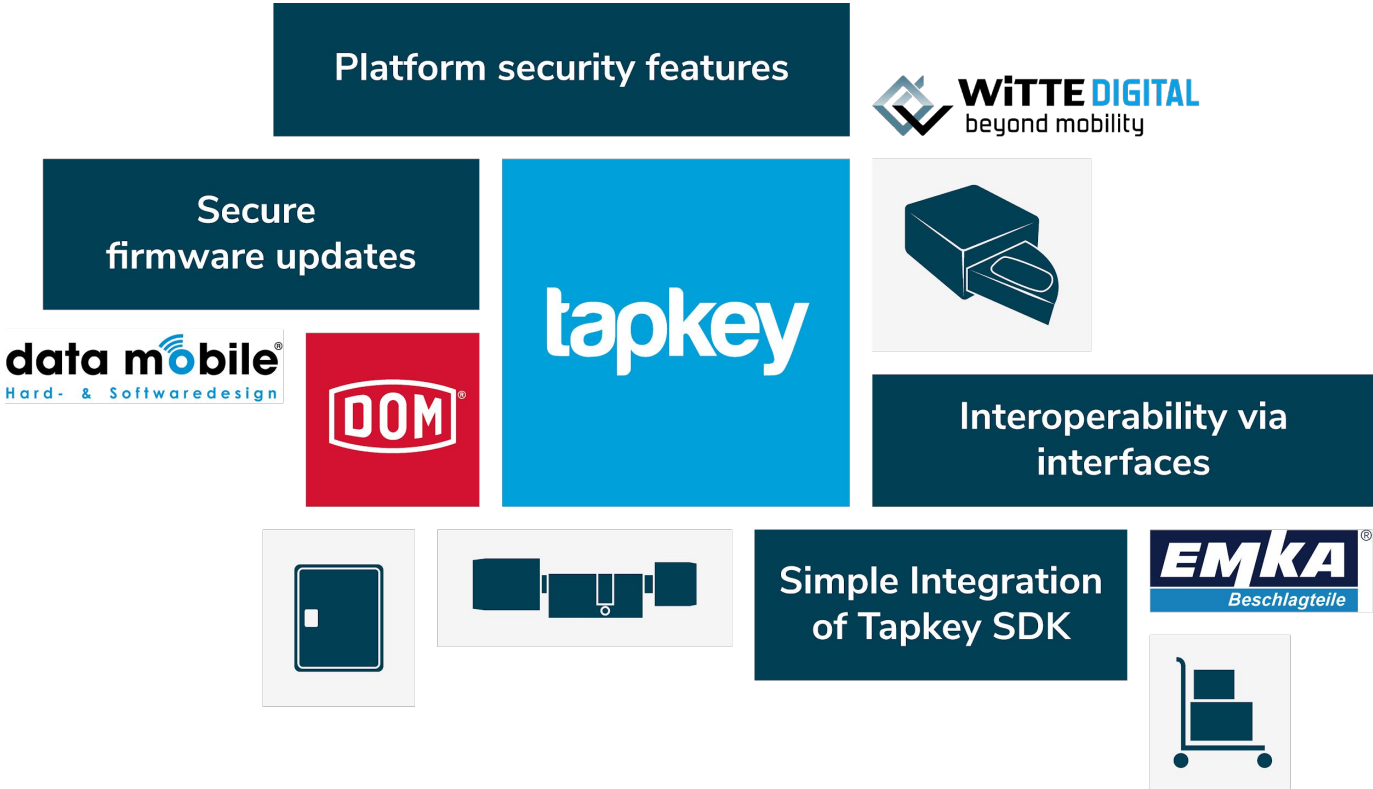 Platform security features
WiTTE DIGITAL
beyond mobility
Secure
firmware updates
tapkey
data mobile®
Hard- & Softwaredesign
DOM®
Interoperability via
interfaces
Simple Integration
of Tapkey SDK
EMKA®
Beschlagteile